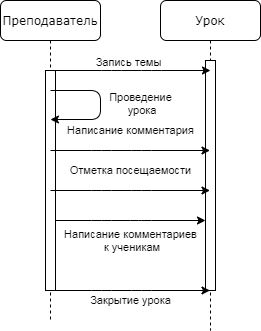 Преподаватель
Урок
Запись темы
Проведение
урока
Написание комментария
Отметка посещаемости
Написание комментариев
к ученикам
Закрытие урока